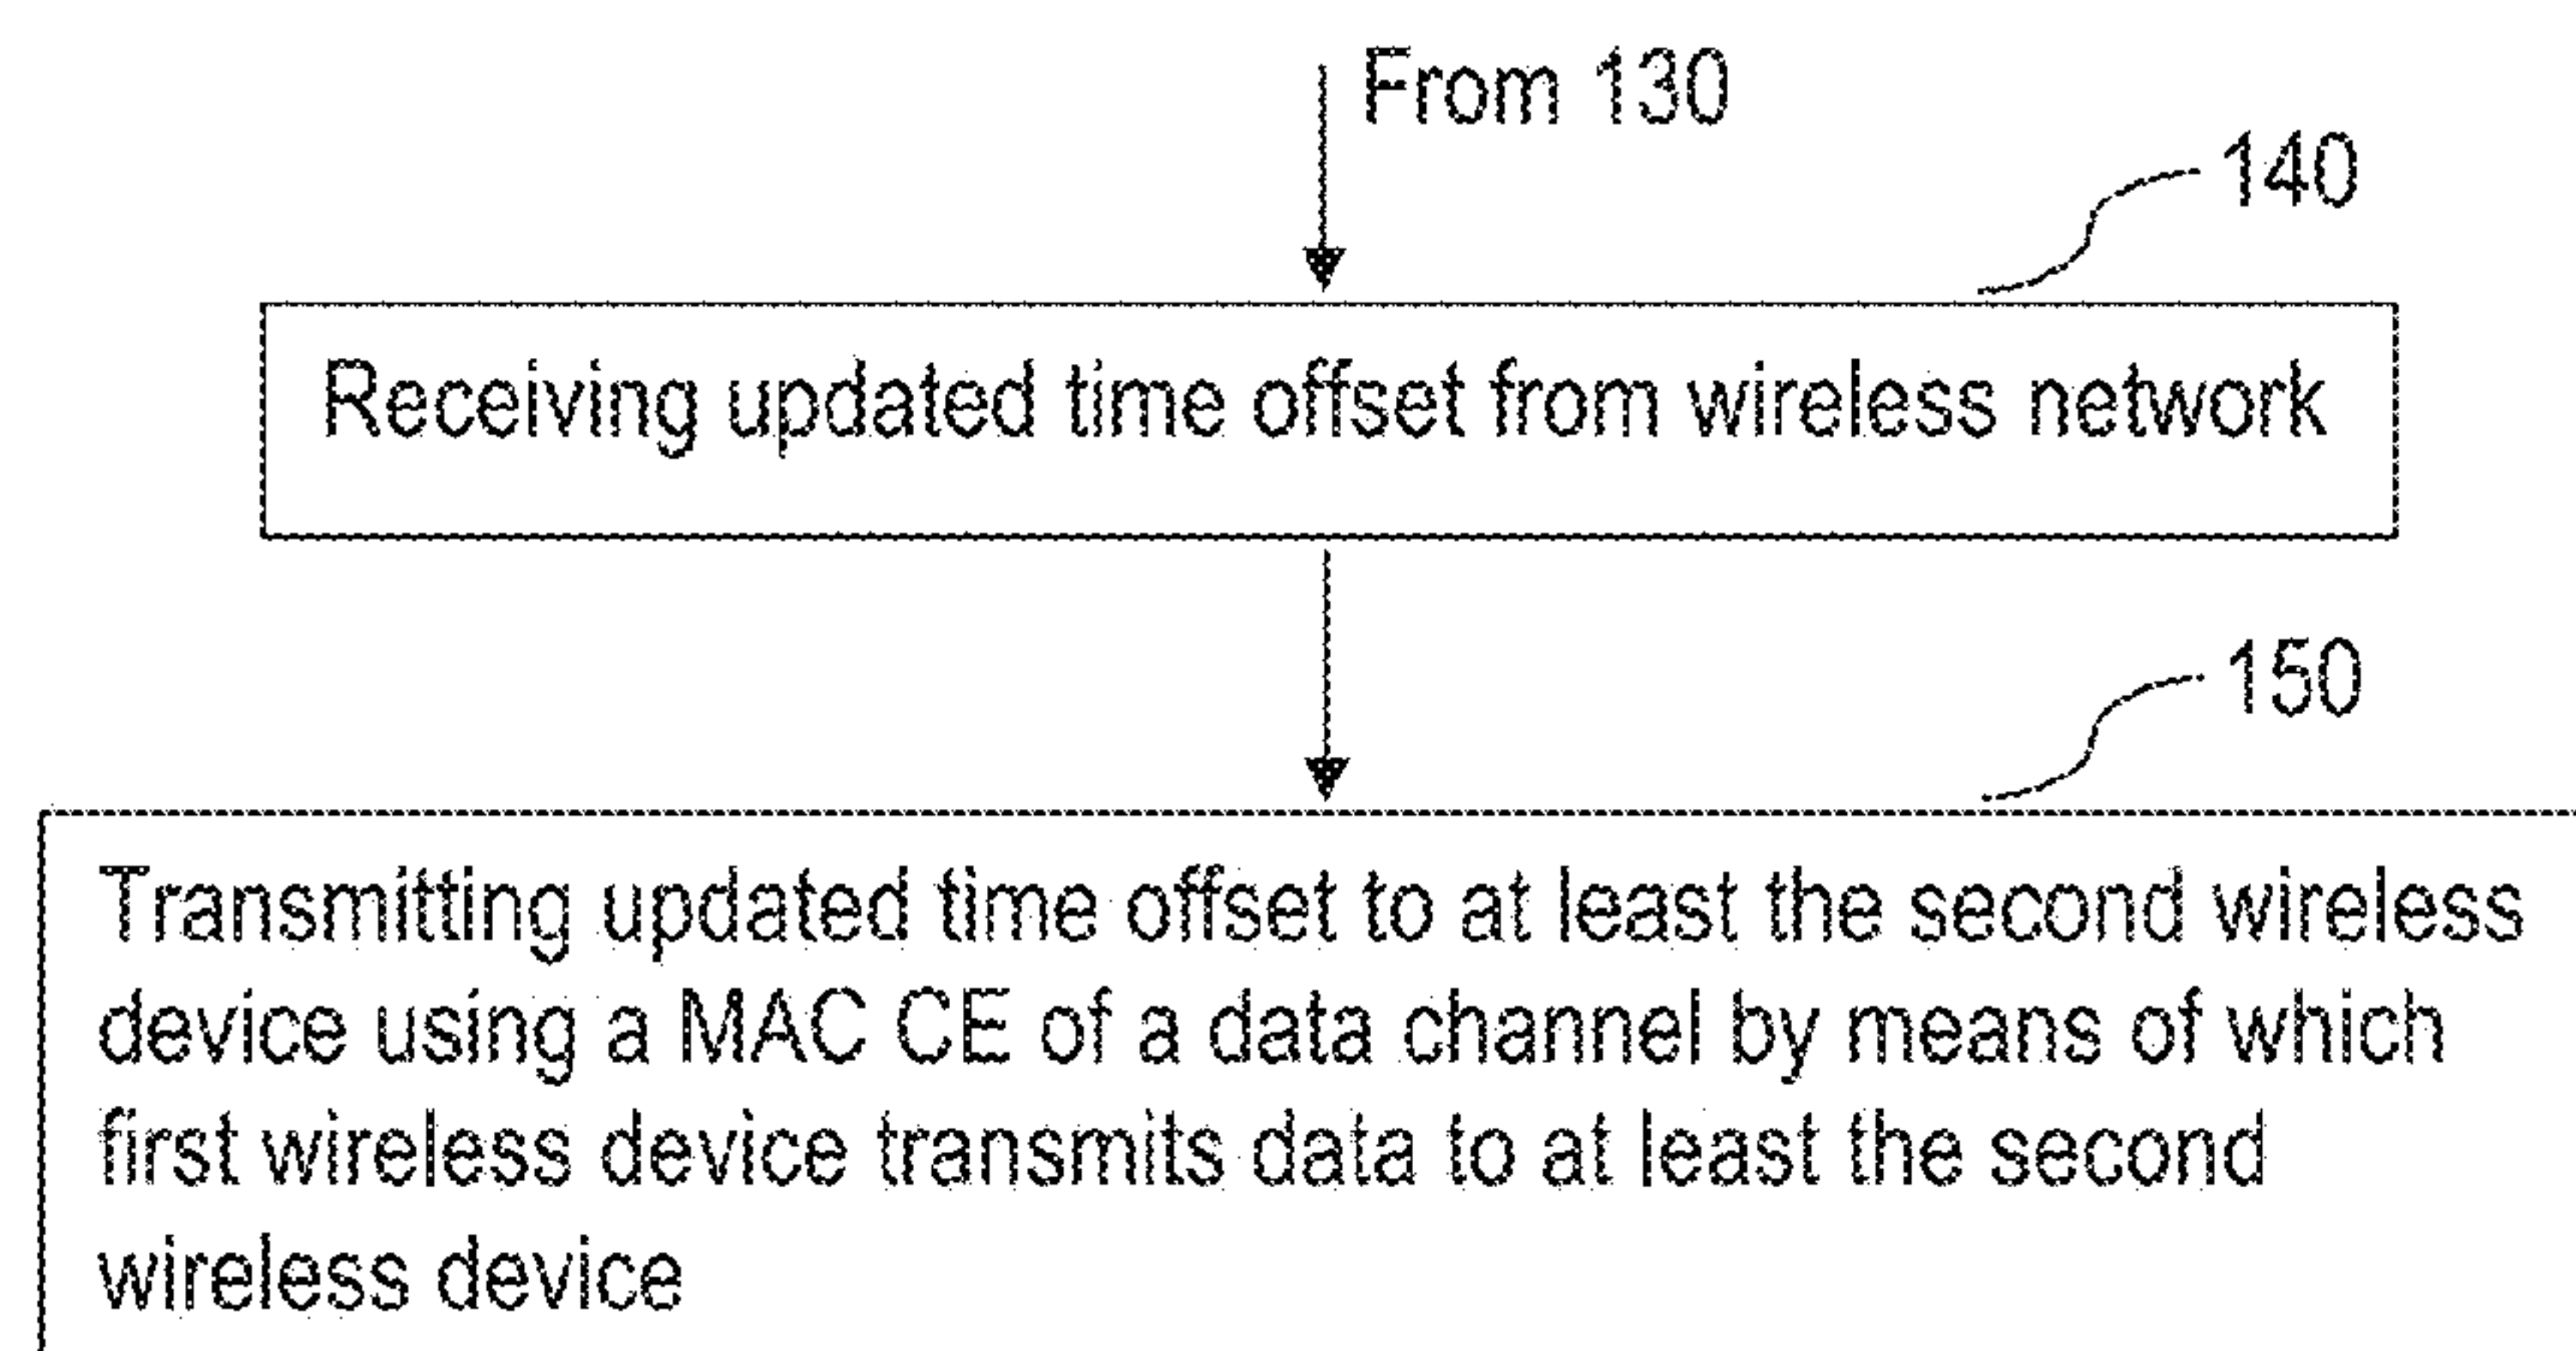 From 130
140
Receiving updated time offset from wireless network
150
Transmitting updated time offset to at least the second wireless
device using a MAC CE of a data channel by means of which
first wireless device transmits data to at least the second
wireless device